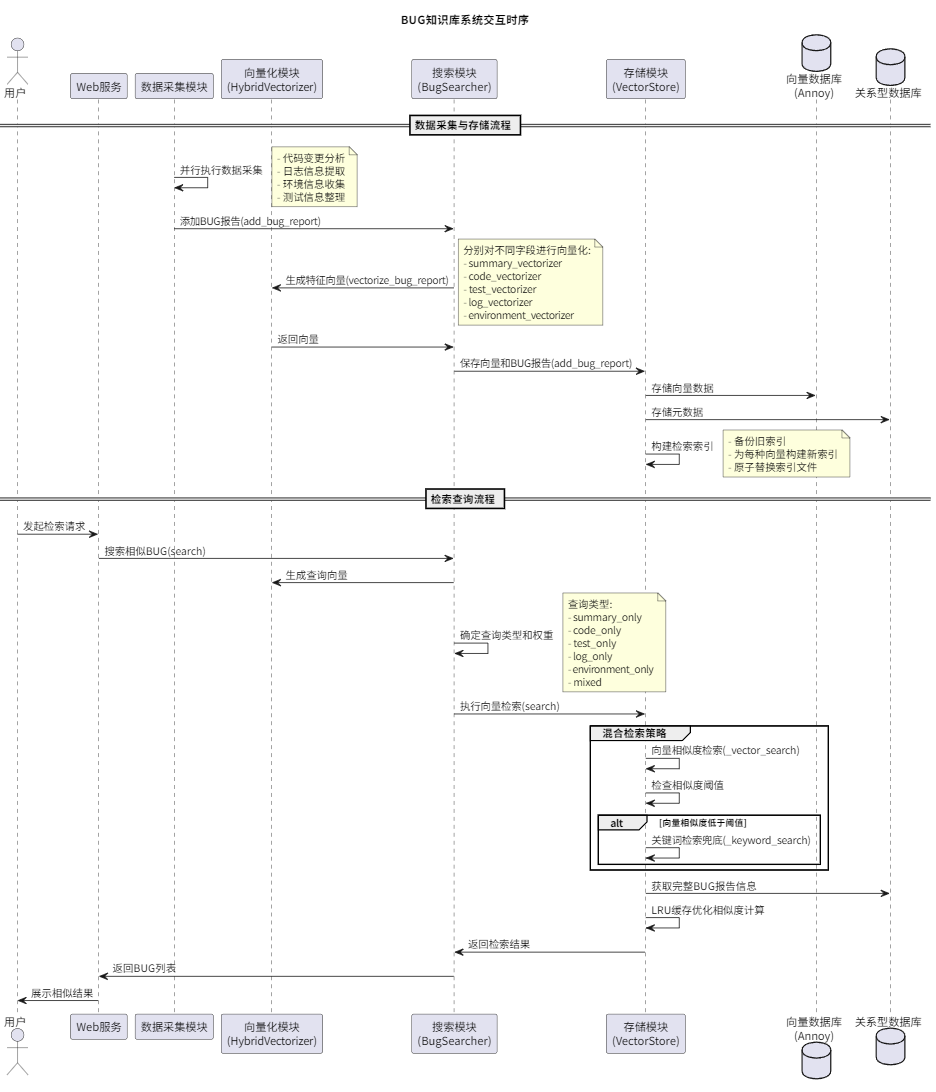 BUG知识库系统交互时序
用户
Web服务
数据采集模块
向量化模块
(HybridVectorizer)
搜索模块
(BugSearcher)
存储模块
(VectorStore)
向量数据库
(Annoy)
关系型数据库
数据采集与存储流程
并行执行数据采集
- 代码变更分析
- 日志信息提取
- 环境信息收集
- 测试信息整理
添加BUG报告(add_bug_report)
分别对不同字段进行向量化:
- summary_vectorizer
- code_vectorizer
- test_vectorizer
- log_vectorizer
- environment_vectorizer
生成特征向量(vectorize_bug_report)
返回向量
保存向量和BUG报告(add_bug_report)
存储向量数据
存储元数据
构建检索索引
- 备份旧索引
- 为每种向量构建新索引
- 原子替换索引文件
检索查询流程
发起检索请求
搜索相似BUG(search)
生成查询向量
确定查询类型和权重
查询类型:
- summary_only
- code_only
- test_only
- log_only
- environment_only
- mixed
执行向量检索(search)
混合检索策略
向量相似度检索(_vector_search)
检查相似度阈值
alt
[向量相似度低于阈值]
关键词检索兜底(_keyword_search)
获取完整BUG报告信息
LRU缓存优化相似度计算
返回检索结果
返回BUG列表
展示相似结果
用户
Web服务
数据采集模块
向量化模块
(HybridVectorizer)
搜索模块
(BugSearcher)
存储模块
(VectorStore)
向量数据库
(Annoy)
关系型数据库